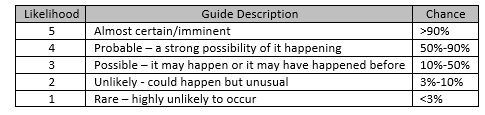 Likelihood Guide Description Chance
5 Almost certain/imminent >90%
4 Probable – a strong possibility of it happening 50%-90%
3 Possible – it may happen or it may have happened before 10%-50%
2 Unlikely - could happen but unusual 3%-10%
1 Rare – highly unlikely to occur <3%